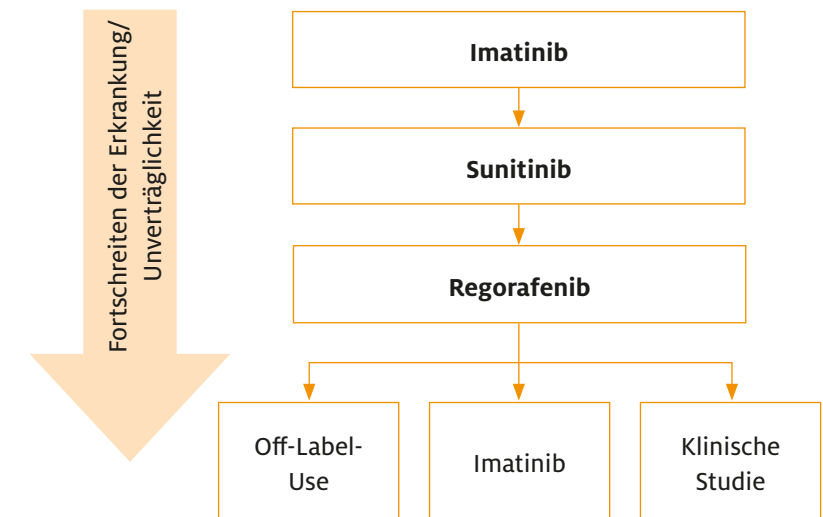 Fortschreiten der Erkrankung/
Unverträglichkeit
Imatinib
Sunitinib
Regorafenib
Off-Label-
Use
Imatinib
Klinische
Studie